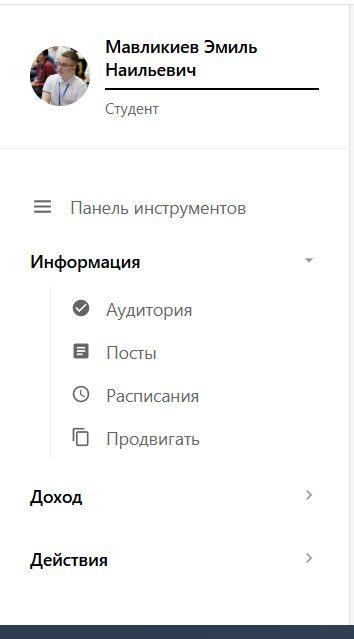 Мавликиев Эмиль
Наильевич
Студент
Панель инструментов
Информация
Аудитория
Посты
Расписания
Продвигать
Доход
Действия